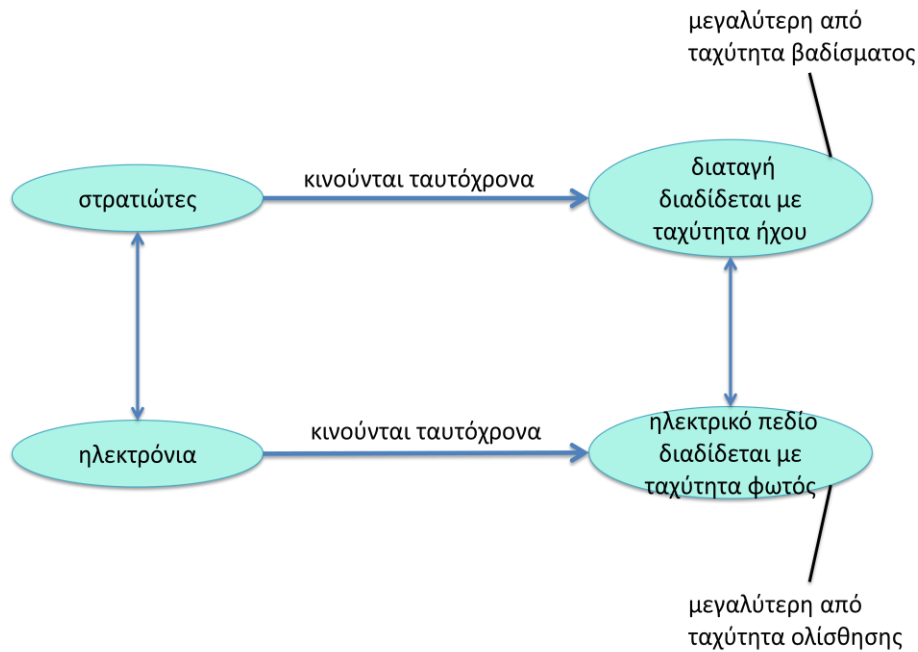 μεγαλύτερη από
ταχύτητα βαδίσματος
στρατιώτες
κινούνται ταυτόχρονα
διαταγή
διαδίδεται με
ταχύτητα ήχου
ηλεκτρόνια
κινούνται ταυτόχρονα
ηλεκτρικό πεδίο
διαδίδεται με
ταχύτητα φωτός
μεγαλύτερη από
ταχύτητα ολίσθησης